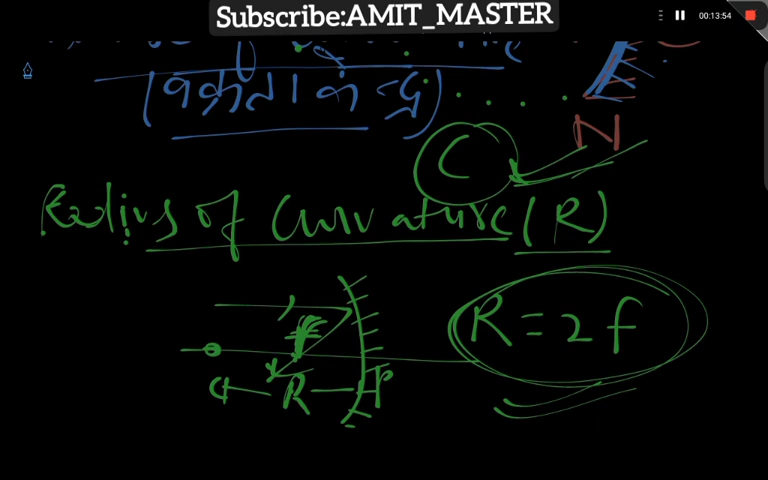 Subscribe:AMIT_MASTER
00:13:54
(वक्रता केन्द्र)
N
C
Radius of Curvature (R)
R = 2f
R
P